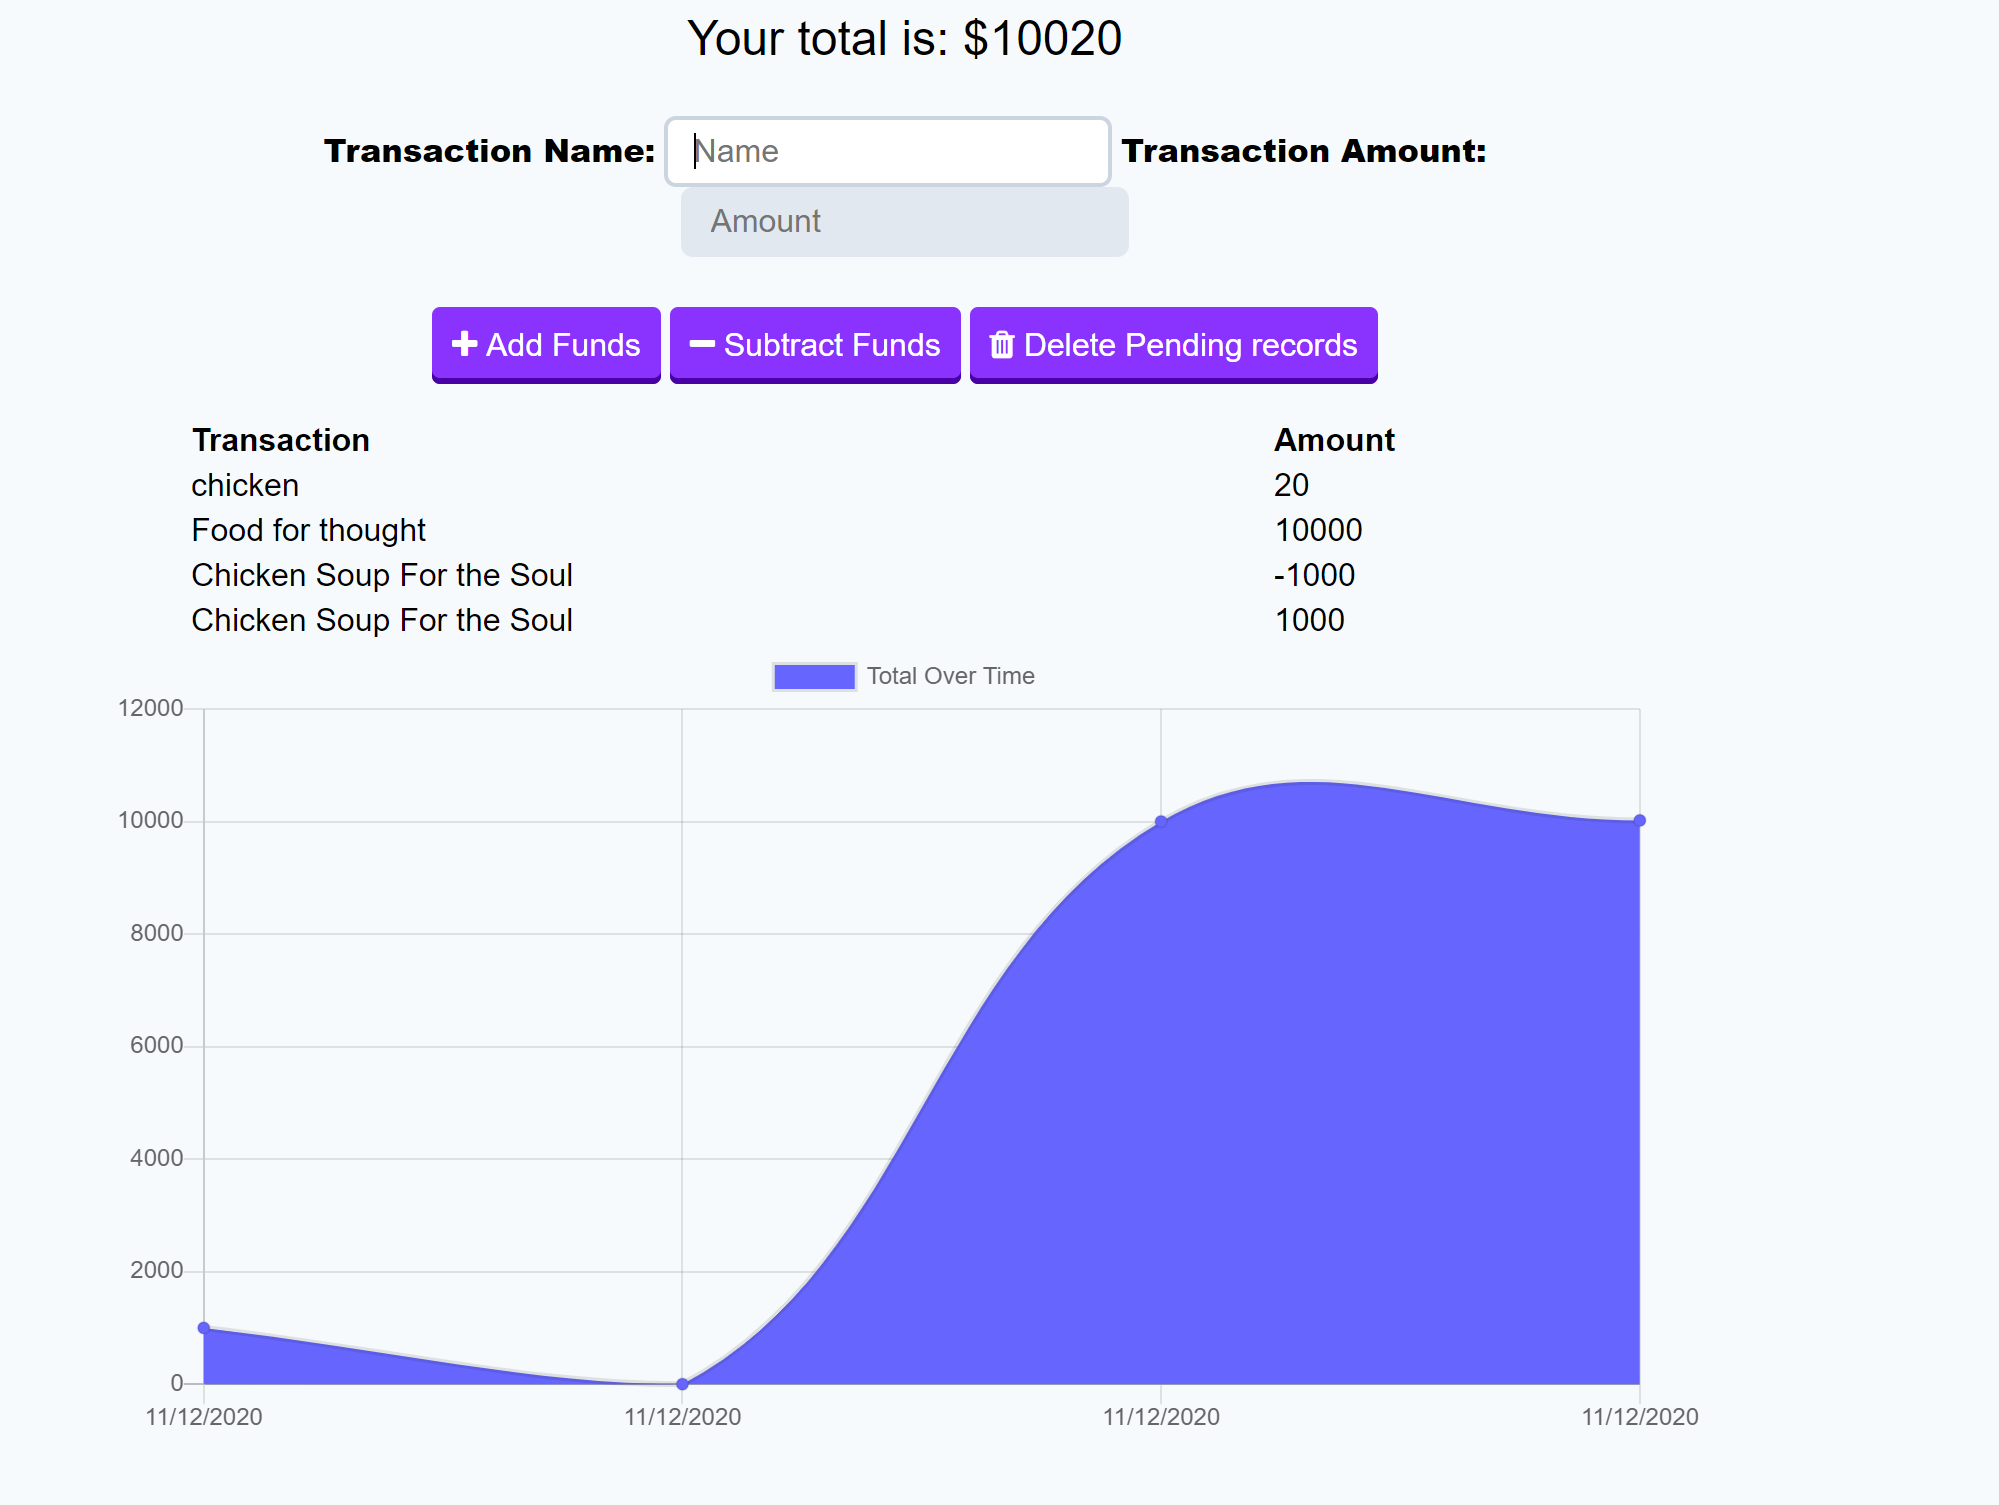 Your total is: $10020
Transaction Name: Name Transaction Amount:
Amount
Add Funds Subtract Funds Delete Pending records
Transaction Amount
chicken 20
Food for thought 10000
Chicken Soup For the Soul -1000
Chicken Soup For the Soul 1000
Total Over Time
12000
10000
8000
6000
4000
2000
0
11/12/2020 11/12/2020 11/12/2020 11/12/2020